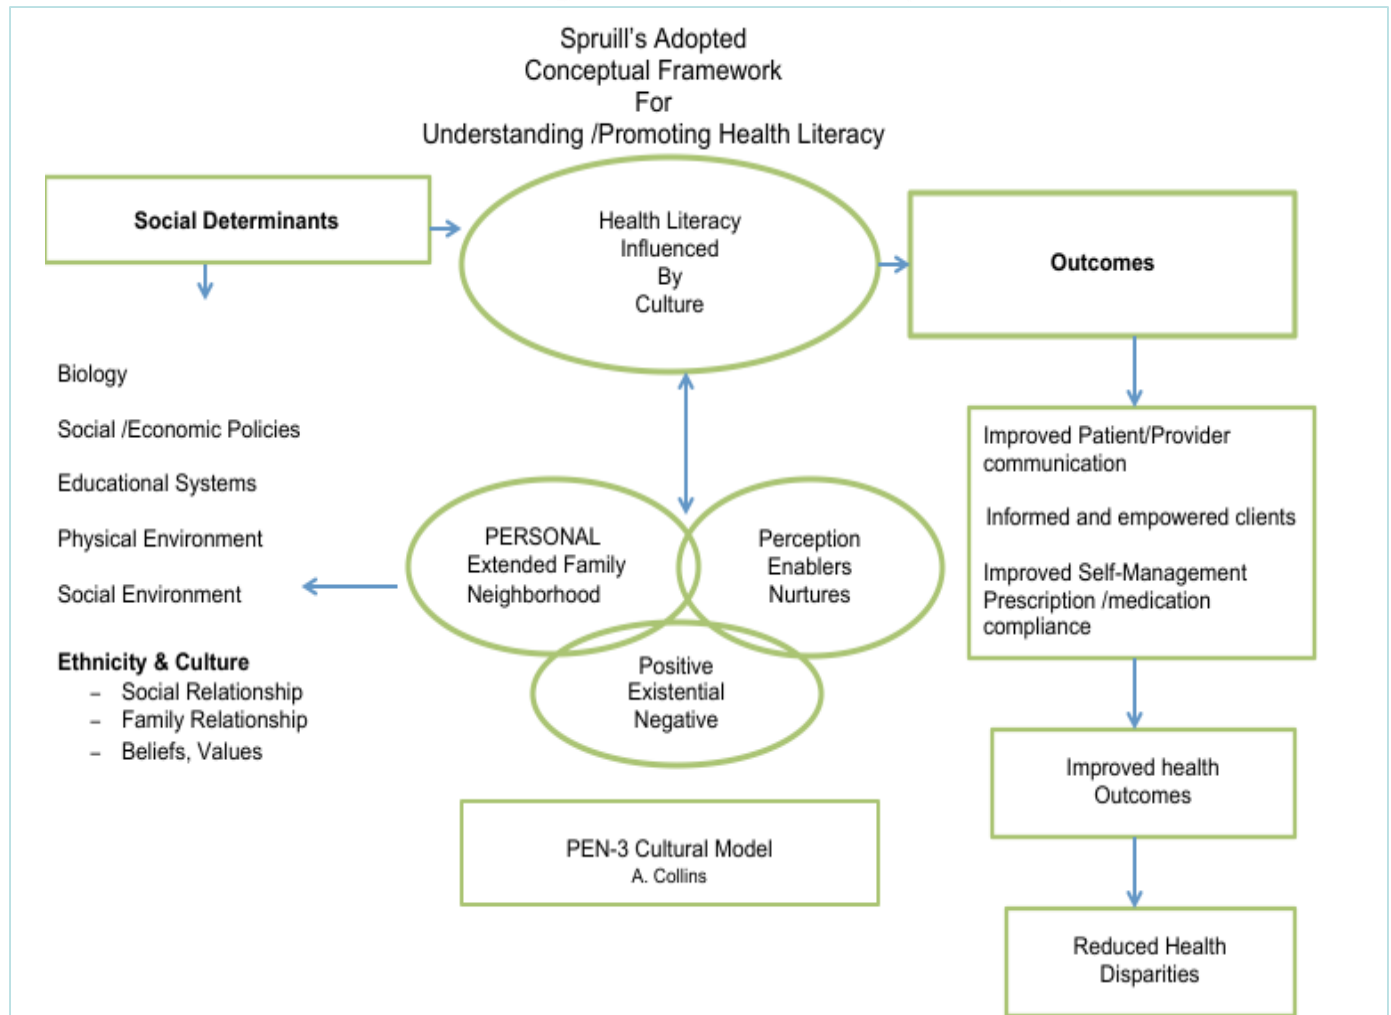 Spruill's Adopted
Conceptual Framework
For
Understanding /Promoting Health Literacy
Social Determinants
Health Literacy
Influenced
By
Culture
Outcomes
Biology
Social /Economic Policies
Educational Systems
Physical Environment
Social Environment
Ethnicity & Culture
– Social Relationship
– Family Relationship
– Beliefs, Values
PERSONAL
Extended Family
Neighborhood
Perception
Enablers
Nurtures
Positive
Existential
Negative
PEN-3 Cultural Model
A. Collins
Improved Patient/Provider
communication
Informed and empowered clients
Improved Self-Management
Prescription /medication
compliance
Improved health
Outcomes
Reduced Health
Disparities